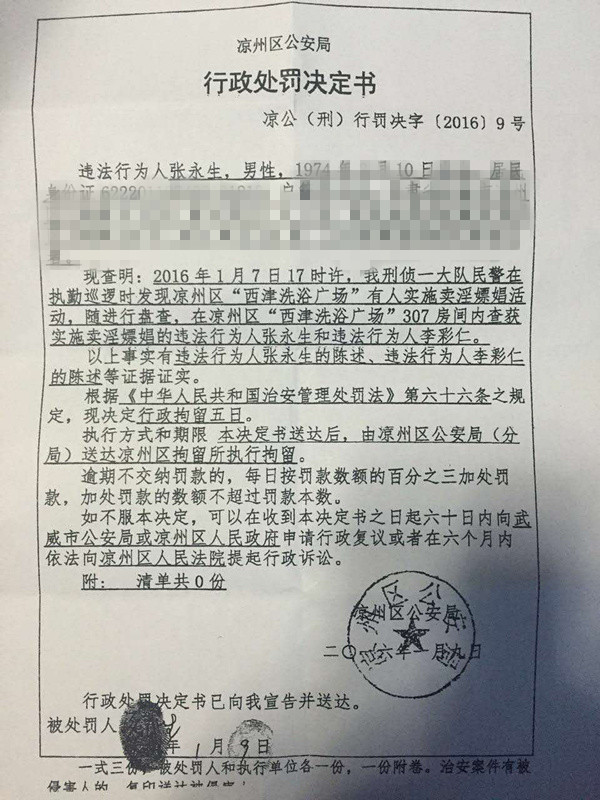 凉州区公安局
行政处罚决定书
凉公（刑）行罚决字〔2016〕9号
违法行为人张永生，男性，1974年 10日 居民
身份证62220
现查明：2016年1月7日17时许，我刑侦一大队民警在
执勤巡逻时发现凉州区“西津洗浴广场”有人实施卖淫嫖娼活
动，随进行盘查，在凉州区“西津洗浴广场”307房间内查获
实施卖淫嫖娼的违法行为人张永生和违法行为人李彩仁。
以上事实有违法行为人张永生的陈述、违法行为人李彩仁
的陈述等证据证实。
根据《中华人民共和国治安管理处罚法》第六十六条之规
定，现决定行政拘留五日。
执行方式和期限 本决定书送达后，由凉州区公安局（分
局）送达凉州区拘留所执行拘留。
逾期不交纳罚款的，每日按罚款数额的百分之三加处罚
款，加处罚款的数额不超过罚款本数。
如不服本决定，可以在收到本决定书之日起六十日内向武
威市公安局或凉州区人民政府申请行政复议或者在六个月内
依法向凉州区人民法院提起行政诉讼。
附： 清单共0份
凉州区公安局
二〇一六年一月九日
行政处罚决定书已向我宣告并送达。
被处罚人
年1月9日
一式三份，被处罚人和执行单位各一份，一份附卷。治安案件有被
侵害人的，复印送达被侵害